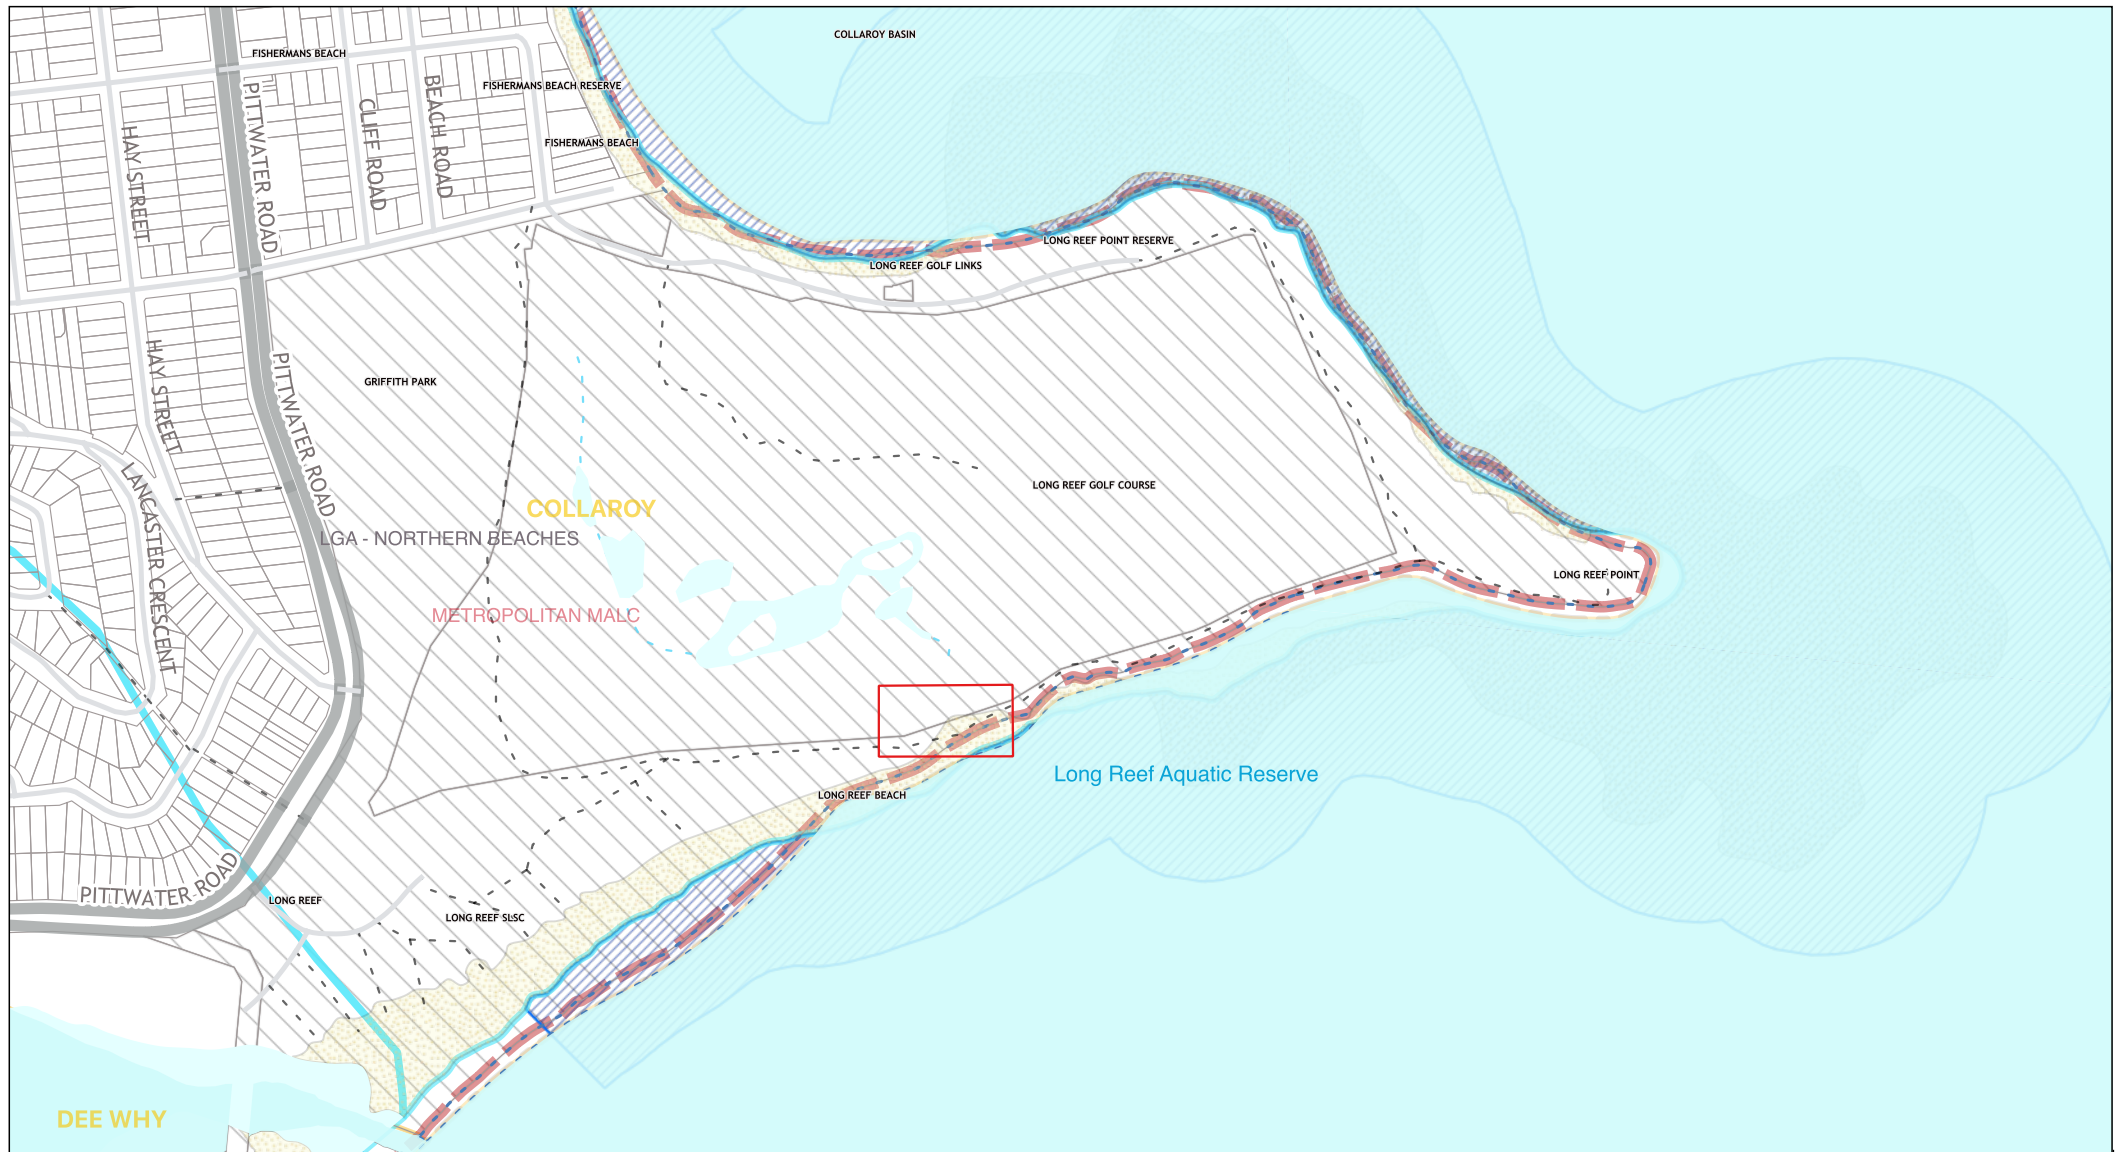 COLLAROY BASIN
FISHERMANS BEACH
FISHERMANS BEACH RESERVE
FISHERMANS BEACH
HAY STREET
PITTWATER ROAD
CLIFF ROAD
BEACH ROAD
LONG REEF POINT RESERVE
LONG REEF GOLF LINKS
HAY STREET
PITTWATER ROAD
GRIFFITH PARK
LONG REEF GOLF COURSE
COLLAROY
LGA - NORTHERN BEACHES
LANCASTER CRESCENT
LONG REEF POINT
METROPOLITAN MALC
Long Reef Aquatic Reserve
LONG REEF BEACH
PITTWATER ROAD
LONG REEF
LONG REEF SLSC
DEE WHY